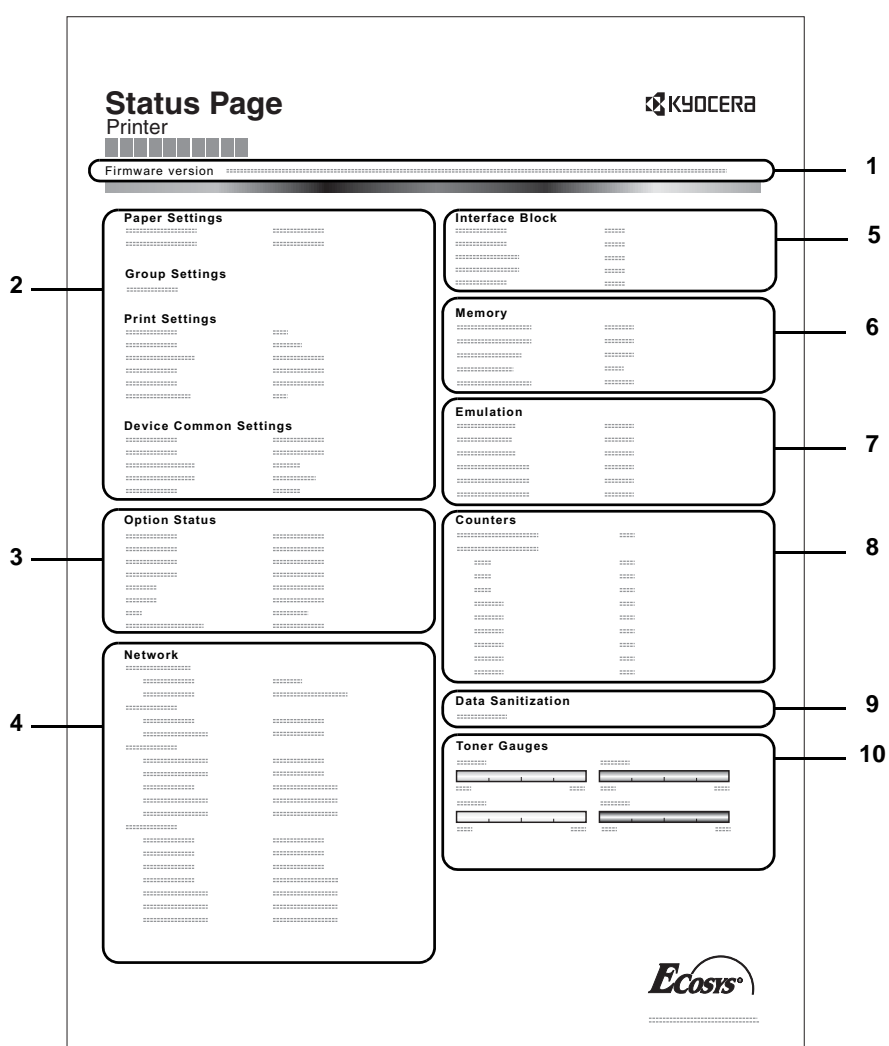 Status Page
KYOCERA
Printer
Firmware version
1
Paper Settings
Group Settings
Print Settings
Device Common Settings
2
Option Status
3
Network
4
Interface Block
5
Memory
6
Emulation
7
Counters
8
Data Sanitization
9
Toner Gauges
10
ECOSYS